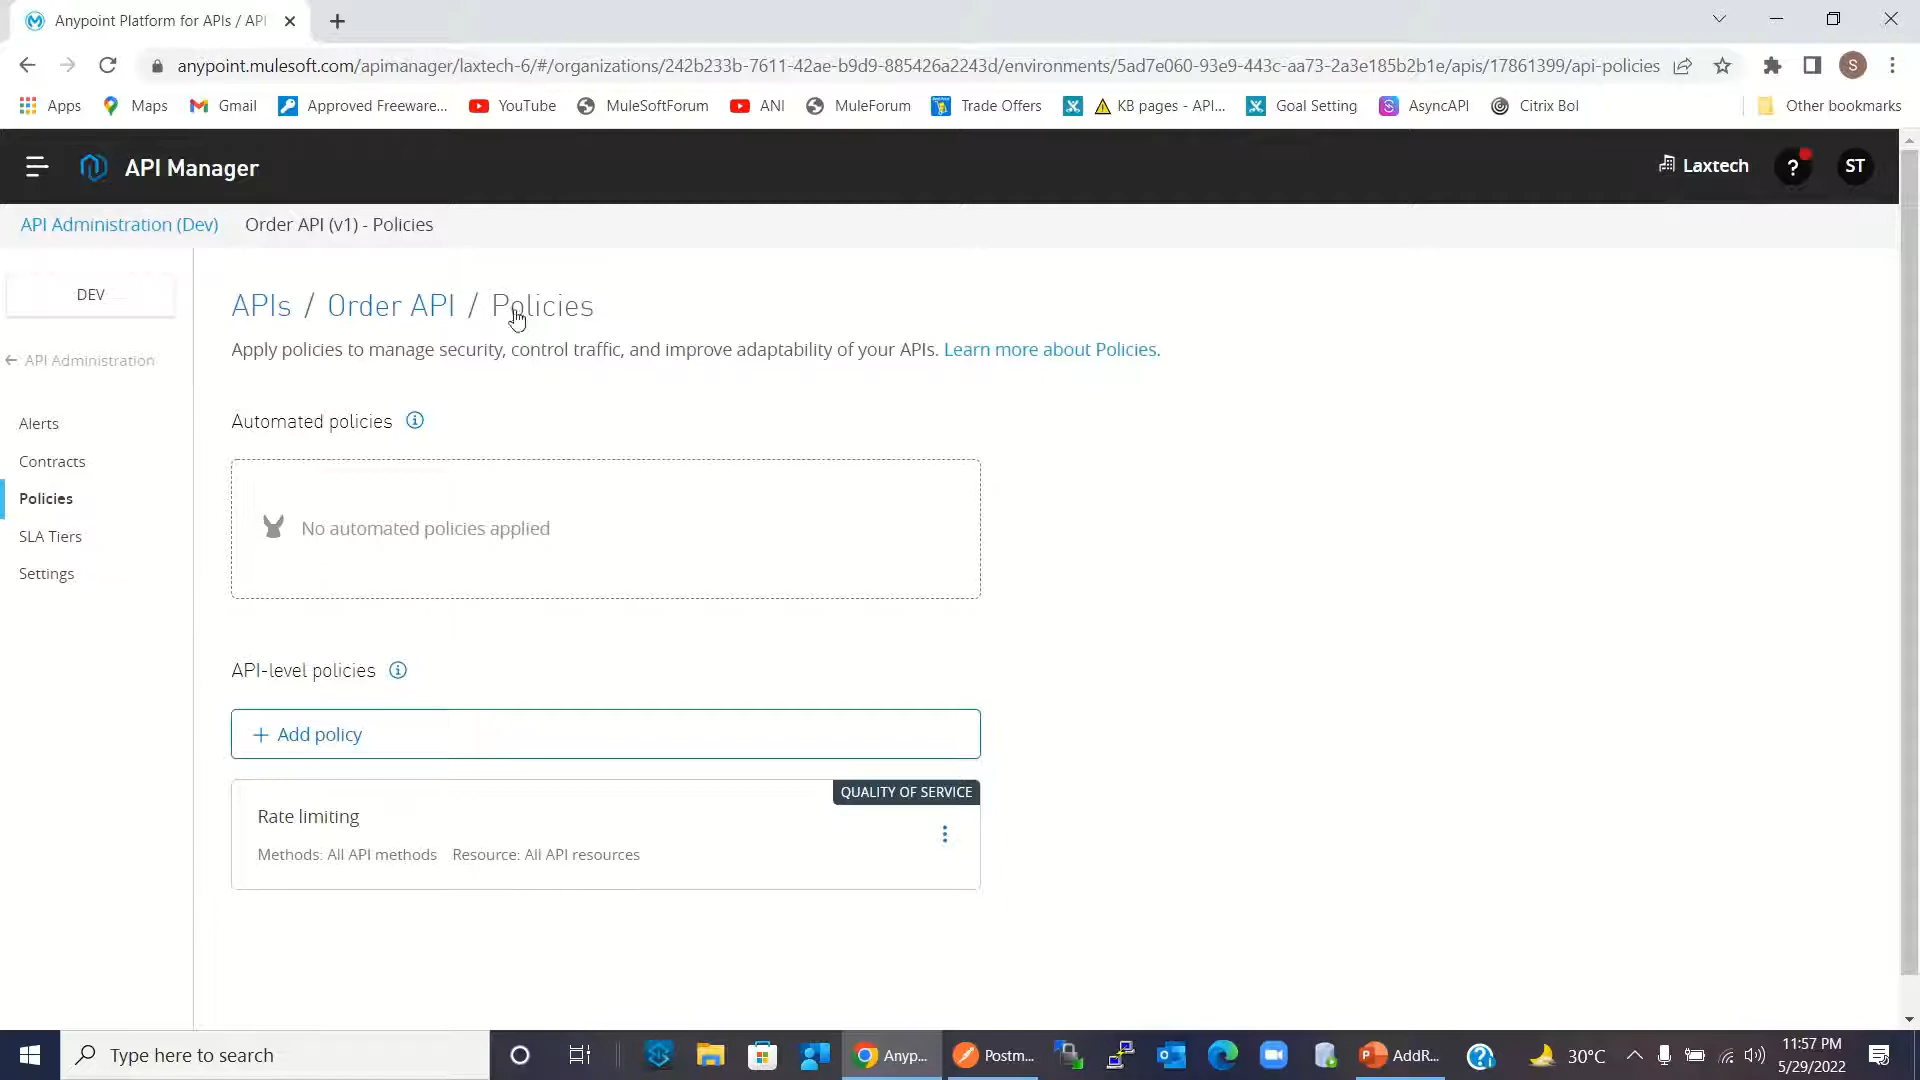 Anypoint Platform for APIs / API
anypoint.mulesoft.com/apimanager/laxtech-6/#/organizations/242b233b-7611-42ae-b9d9-885426a2243d/environments/5ad7e060-93e9-443c-aa73-2a3e185b2b1e/apis/17861399/api-policies
S
Apps Maps Gmail Approved Freeware... YouTube MuleSoftForum ANI MuleForum Trade Offers KB pages - API... Goal Setting AsyncAPI Citrix Bol Other bookmarks
API Manager Laxtech ? ST
API Administration (Dev) Order API (v1) - Policies
DEV
API Administration
Alerts
Contracts
Policies
SLA Tiers
Settings
APIs / Order API / Policies
Apply policies to manage security, control traffic, and improve adaptability of your APIs. Learn more about Policies.
Automated policies
No automated policies applied
API-level policies
+ Add policy
QUALITY OF SERVICE
Rate limiting
Methods: All API methods Resource: All API resources
Type here to search
Anyp...
Postm...
AddR...
30°C
11:57 PM
5/29/2022